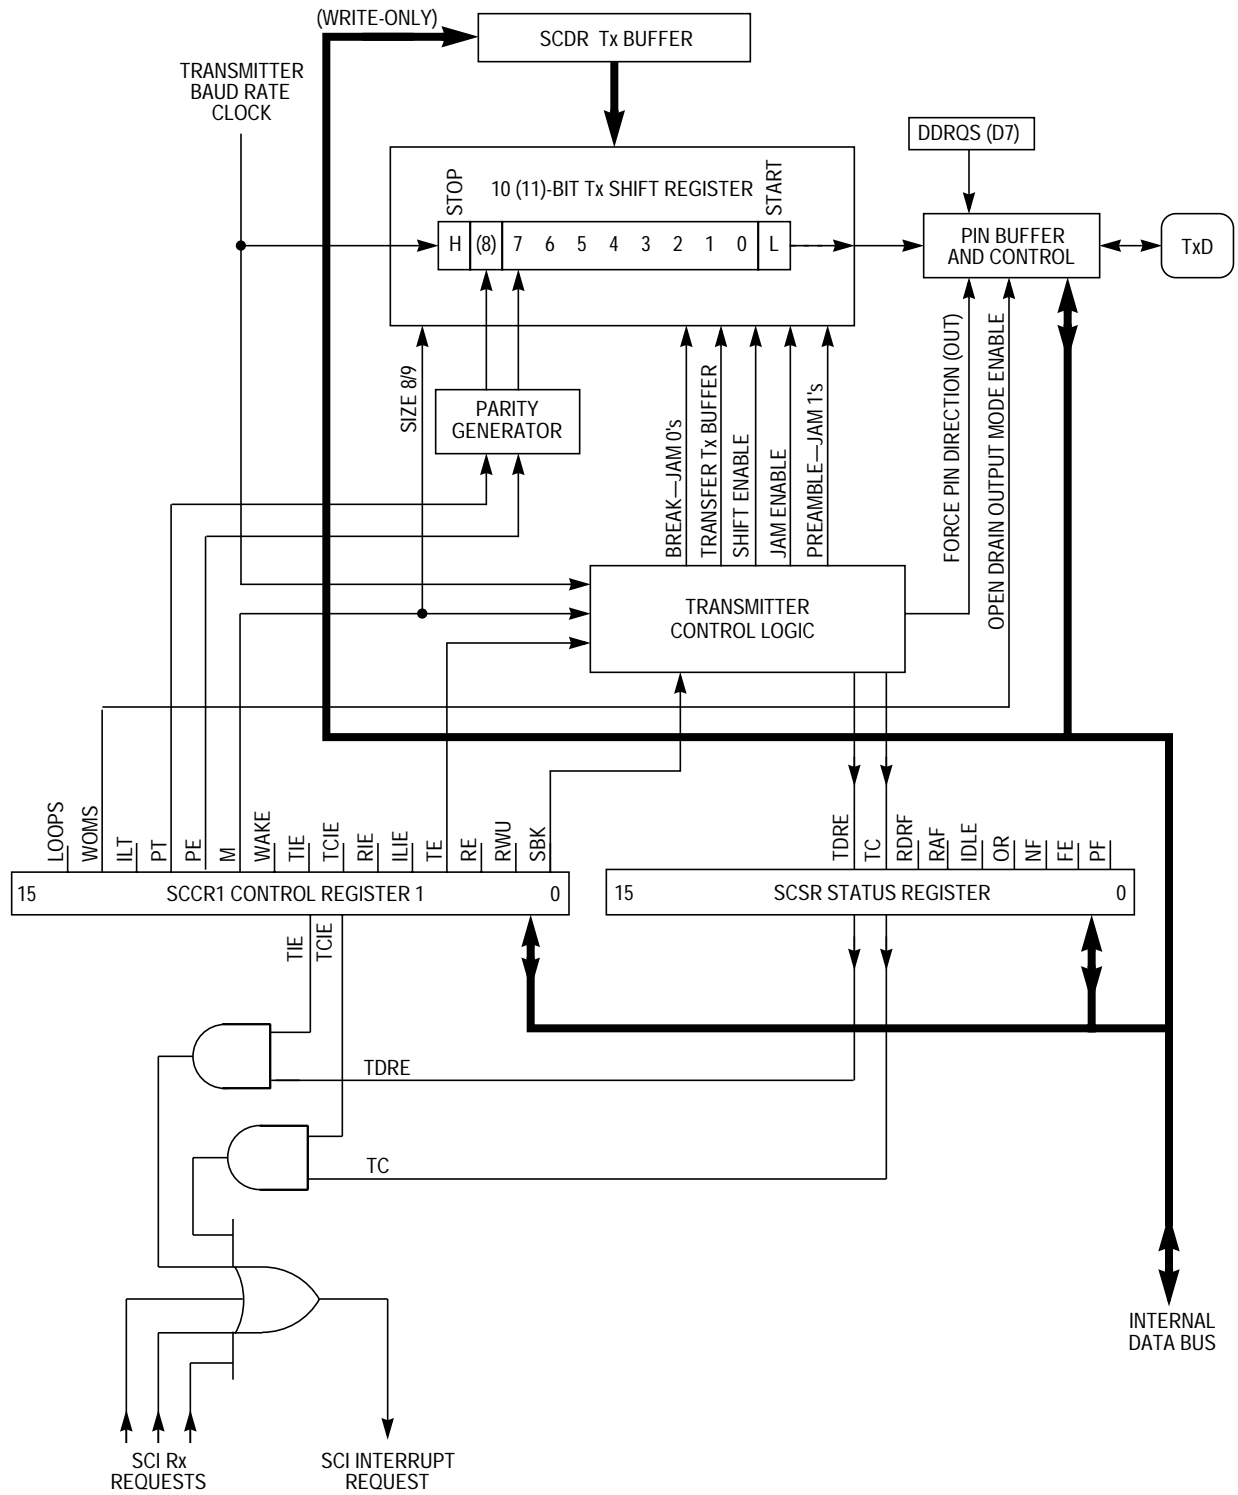 (WRITE-ONLY)
SCDR Tx BUFFER
TRANSMITTER
BAUD RATE
CLOCK
DDRQS (D7)
STOP
10 (11)-BIT Tx SHIFT REGISTER
START
H (8) 7 6 5 4 3 2 1 0 L
PIN BUFFER
AND CONTROL
TxD
SIZE 8/9
PARITY
GENERATOR
BREAK—JAM 0's
TRANSFER Tx BUFFER
SHIFT ENABLE
JAM ENABLE
PREAMBLE—JAM 1's
FORCE PIN DIRECTION (OUT)
OPEN DRAIN OUTPUT MODE ENABLE
TRANSMITTER
CONTROL LOGIC
LOOPS
WOMS
ILT
PT
PE
M
WAKE
TIE
TCIE
RIE
ILIE
TE
RE
RWU
SBK
TDRE
TC
RDRF
RAF
IDLE
OR
NF
FE
PF
15 SCCR1 CONTROL REGISTER 1 0
15 SCSR STATUS REGISTER 0
TIE
TCIE
TDRE
TC
INTERNAL
DATA BUS
SCI Rx
REQUESTS
SCI INTERRUPT
REQUEST